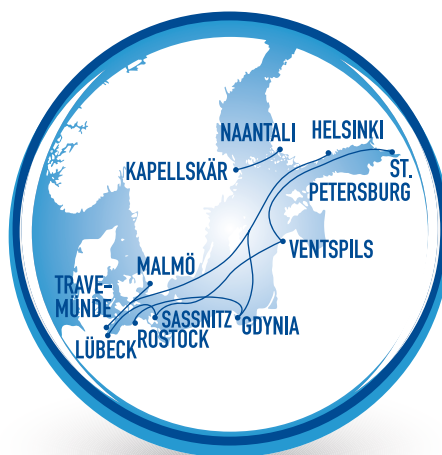 NAANTALI
HELSINKI
KAPELLSKÄR
ST.
PETERSBURG
VENTSPILS
MALMÖ
TRAVE-
MÜNDE
SASSNITZ
GDYNIA
ROSTOCK
LÜBECK